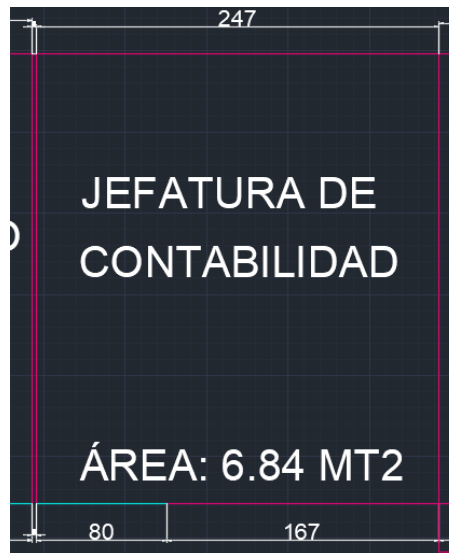 247
JEFATURA DE
CONTABILIDAD
ÁREA: 6.84 MT2
80 167